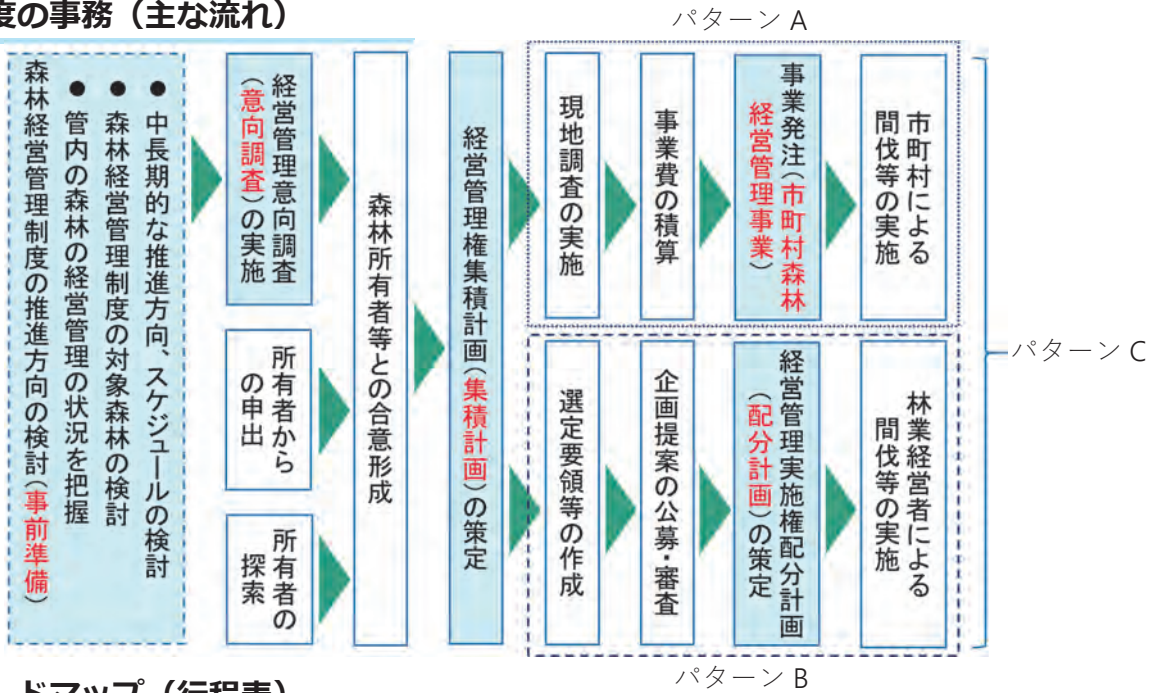 度の事務（主な流れ）
パターン A
森林経営管理制度の推進方向の検討（事前準備）
● 管内の森林の経営管理の状況を把握
● 森林経営管理制度の対象森林の検討
● 中長期的な推進方向、スケジュールの検討
経営管理意向調査
（意向調査）の実施
所有者から
の申出
所有者の
探索
森林所有者等との合意形成
経営管理権集積計画（集積計画）の策定
現地調査の実施
事業費の積算
事業発注（市町村森林
経営管理事業）
市町村による
間伐等の実施
選定要領等の作成
企画提案の公募・審査
経営管理実施権配分計画
（配分計画）の策定
林業経営者による
間伐等の実施
パターン C
パターン B
ドマップ（行程表）